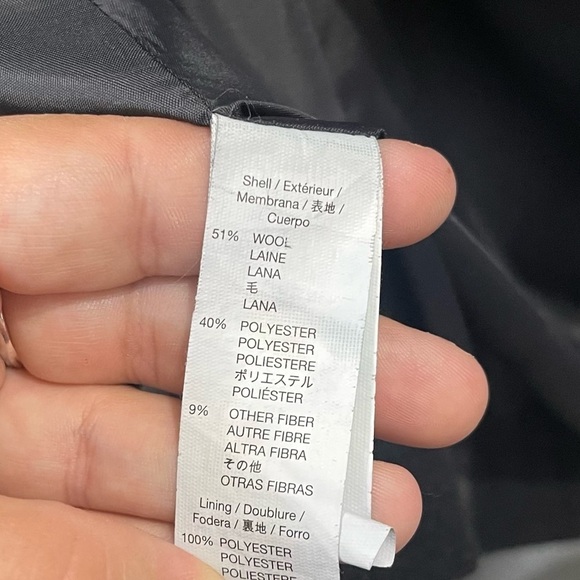 Shell / Extérieur /
Membrana / 表地 /
Cuerpo
51% WOOL
LAINE
LANA
毛
LANA
40% POLYESTER
POLYESTER
POLIESTERE
ポリエステル
POLIÉSTER
9% OTHER FIBER
AUTRE FIBRE
ALTRA FIBRA
その他
OTRAS FIBRAS
Lining / Doublure /
Fodera / 裏地 / Forro
100% POLYESTER
POLYESTER
POLIESTERE